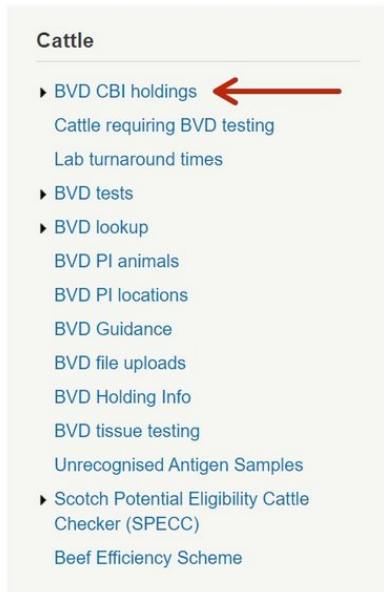 Cattle
BVD CBI holdings
Cattle requiring BVD testing
Lab turnaround times
BVD tests
BVD lookup
BVD PI animals
BVD PI locations
BVD Guidance
BVD file uploads
BVD Holding Info
BVD tissue testing
Unrecognised Antigen Samples
Scotch Potential Eligibility Cattle
Checker (SPECC)
Beef Efficiency Scheme